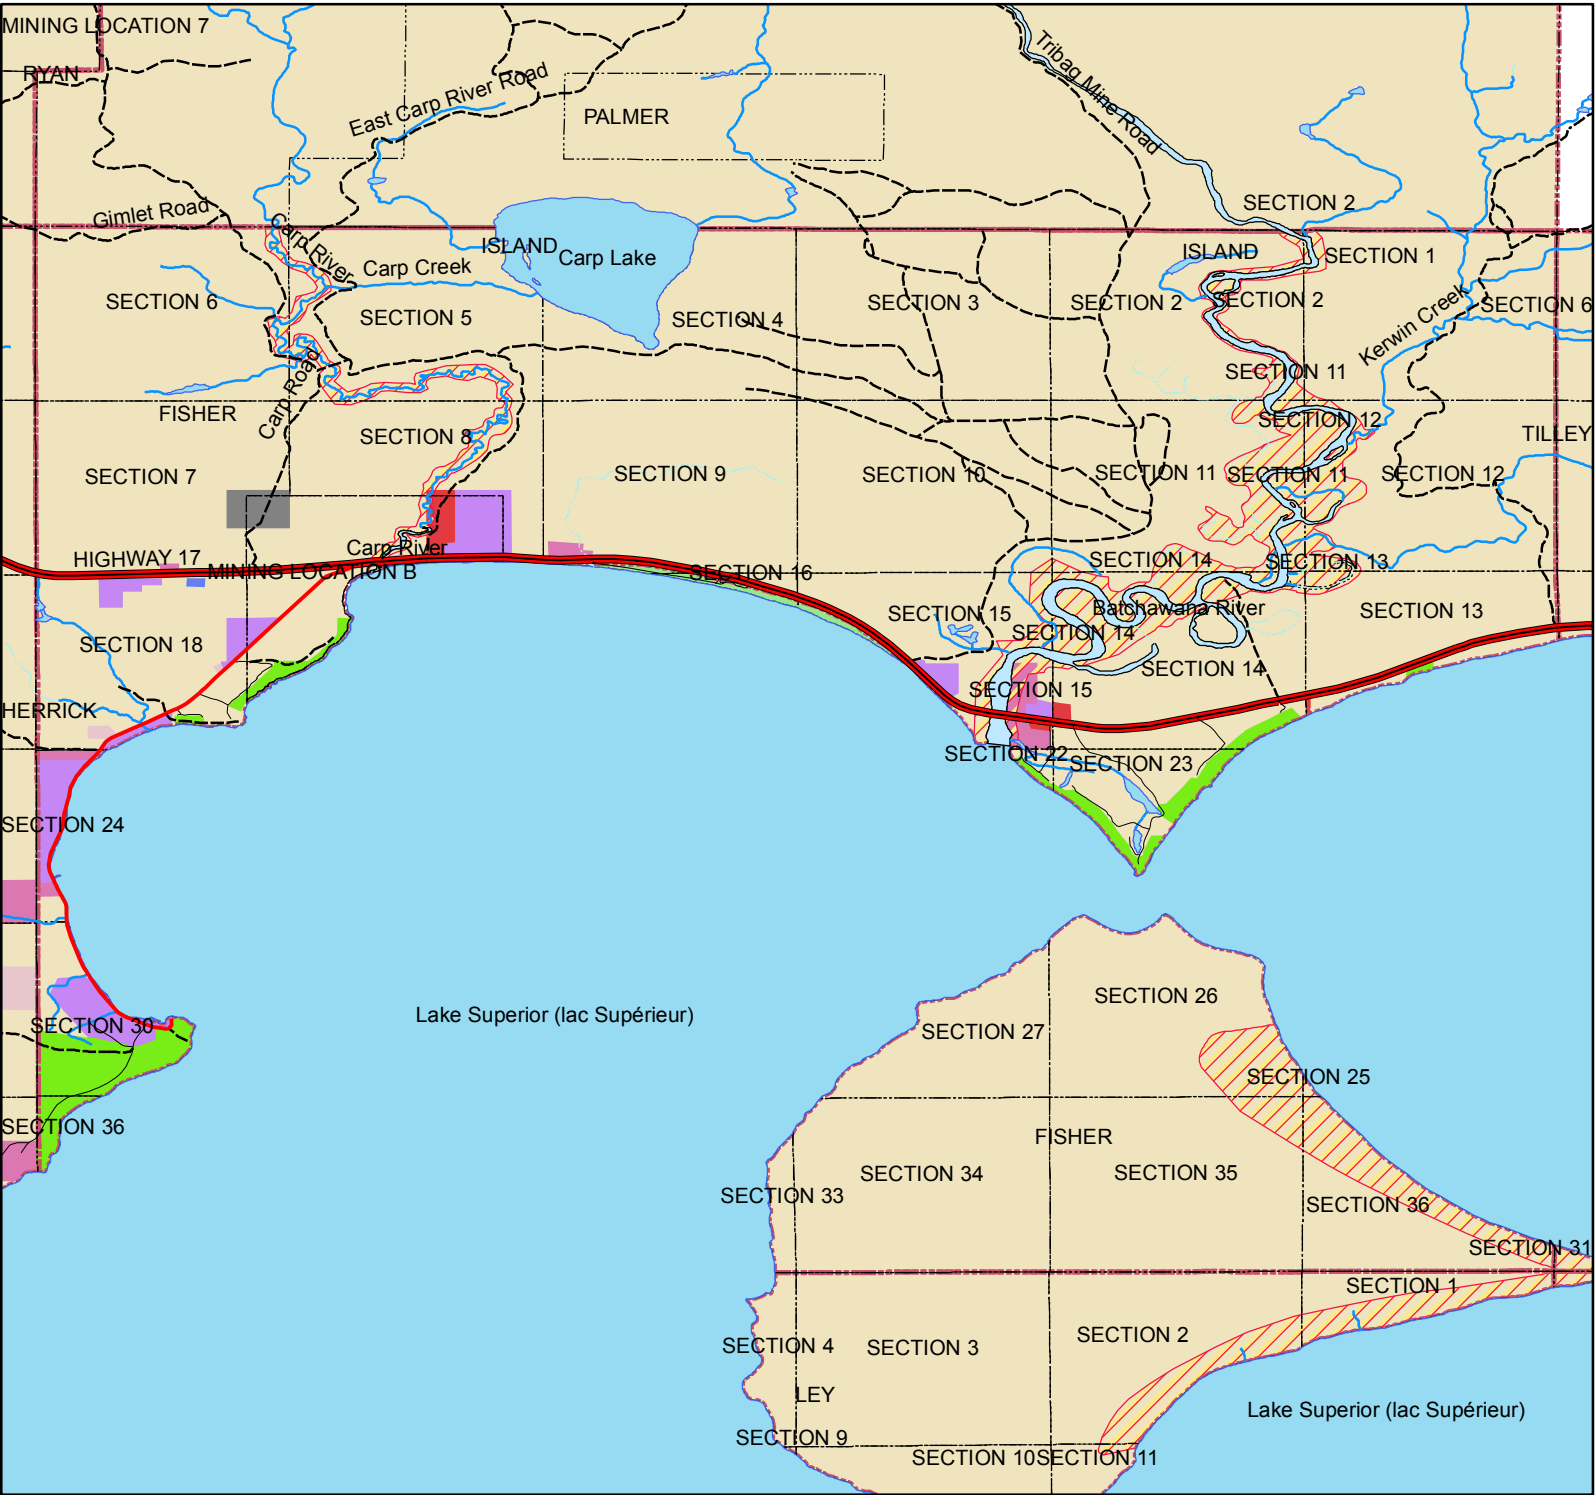 MINING LOCATION 7
RYAN
East Carp River Road
PALMER
Tribag Mine Road
SECTION 2
Gimlet Road
Carp River
ISLAND
Carp Lake
Carp Creek
ISLAND
SECTION 1
SECTION 6
SECTION 5
SECTION 4
SECTION 3
SECTION 2
SECTION 2
Kerwin Creek
SECTION 6
Carp Road
SECTION 11
FISHER
SECTION 8
SECTION 12
TILLEY
SECTION 7
SECTION 9
SECTION 10
SECTION 11
SECTION 11
SECTION 12
HIGHWAY 17
Carp River
MINING LOCATION B
SECTION 16
SECTION 14
SECTION 13
SECTION 15
Batchawana River
SECTION 13
SECTION 18
SECTION 14
SECTION 14
HERRICK
SECTION 15
SECTION 22
SECTION 23
SECTION 24
SECTION 26
Lake Superior (lac Supérieur)
SECTION 30
SECTION 27
SECTION 25
SECTION 36
FISHER
SECTION 34
SECTION 35
SECTION 33
SECTION 36
SECTION 31
SECTION 1
SECTION 4
SECTION 3
SECTION 2
LEY
Lake Superior (lac Supérieur)
SECTION 9
SECTION 10
SECTION 11